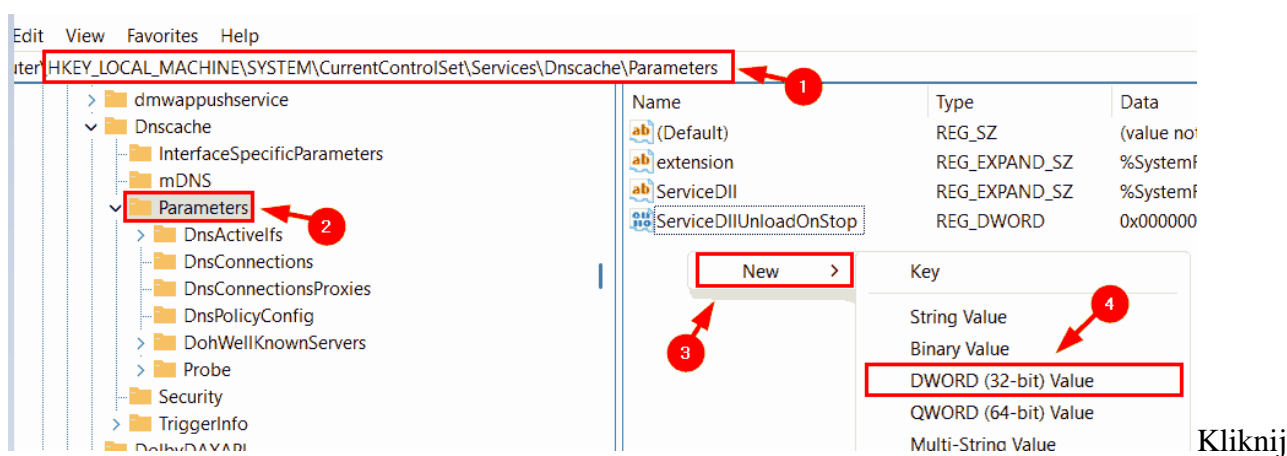 Edit View Favorites Help
uter\HKEY_LOCAL_MACHINE\SYSTEM\CurrentControlSet\Services\Dnscache\Parameters
1
dmwappushservice
Dnscache
InterfaceSpecificParameters
mDNS
Parameters
2
DnsActiveIfs
DnsConnections
DnsConnectionsProxies
DnsPolicyConfig
DohWellKnownServers
Probe
Security
TriggerInfo
DolbyDAXAPI
Name Type Data
(Default) REG_SZ (value not
extension REG_EXPAND_SZ %SystemR
ServiceDll REG_EXPAND_SZ %SystemR
ServiceDllUnloadOnStop REG_DWORD 0x000000
New
3
Key
String Value
4
Binary Value
DWORD (32-bit) Value
QWORD (64-bit) Value
Multi-String Value
Kliknij